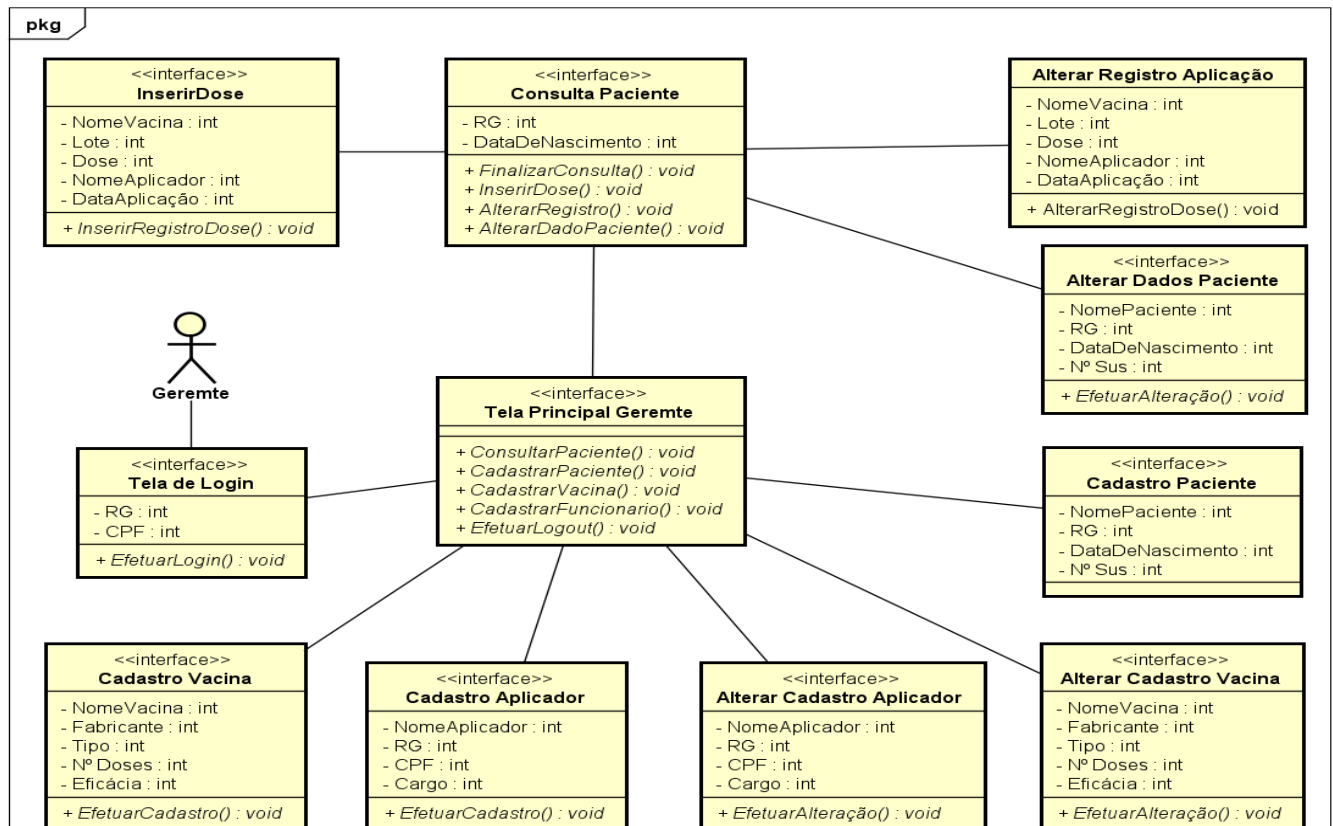 pkg
<<interface>>
InserirDose
- NomeVacina : int
- Lote : int
- Dose : int
- NomeAplicador : int
- DataAplicação : int
+ InserirRegistroDose() : void
<<interface>>
Consulta Paciente
- RG : int
- DataDeNascimento : int
+ FinalizarConsulta() : void
+ InserirDose() : void
+ AlterarRegistro() : void
+ AlterarDadoPaciente() : void
Alterar Registro Aplicação
- NomeVacina : int
- Lote : int
- Dose : int
- NomeAplicador : int
- DataAplicação : int
+ AlterarRegistroDose() : void
<<interface>>
Alterar Dados Paciente
- NomePaciente : int
- RG : int
- DataDeNascimento : int
- Nº Sus : int
+ EfetuarAlteração() : void
Geremte
<<interface>>
Tela Principal Geremte
+ ConsultarPaciente() : void
+ CadastrarPaciente() : void
+ CadastrarVacina() : void
+ CadastrarFuncionario() : void
+ EfetuarLogout() : void
<<interface>>
Tela de Login
- RG : int
- CPF : int
+ EfetuarLogin() : void
<<interface>>
Cadastro Paciente
- NomePaciente : int
- RG : int
- DataDeNascimento : int
- Nº Sus : int
<<interface>>
Cadastro Vacina
- NomeVacina : int
- Fabricante : int
- Tipo : int
- Nº Doses : int
- Eficácia : int
+ EfetuarCadastro() : void
<<interface>>
Cadastro Aplicador
- NomeAplicador : int
- RG : int
- CPF : int
- Cargo : int
+ EfetuarCadastro() : void
<<interface>>
Alterar Cadastro Aplicador
- NomeAplicador : int
- RG : int
- CPF : int
- Cargo : int
+ EfetuarAlteração() : void
<<interface>>
Alterar Cadastro Vacina
- NomeVacina : int
- Fabricante : int
- Tipo : int
- Nº Doses : int
- Eficácia : int
+ EfetuarAlteração() : void